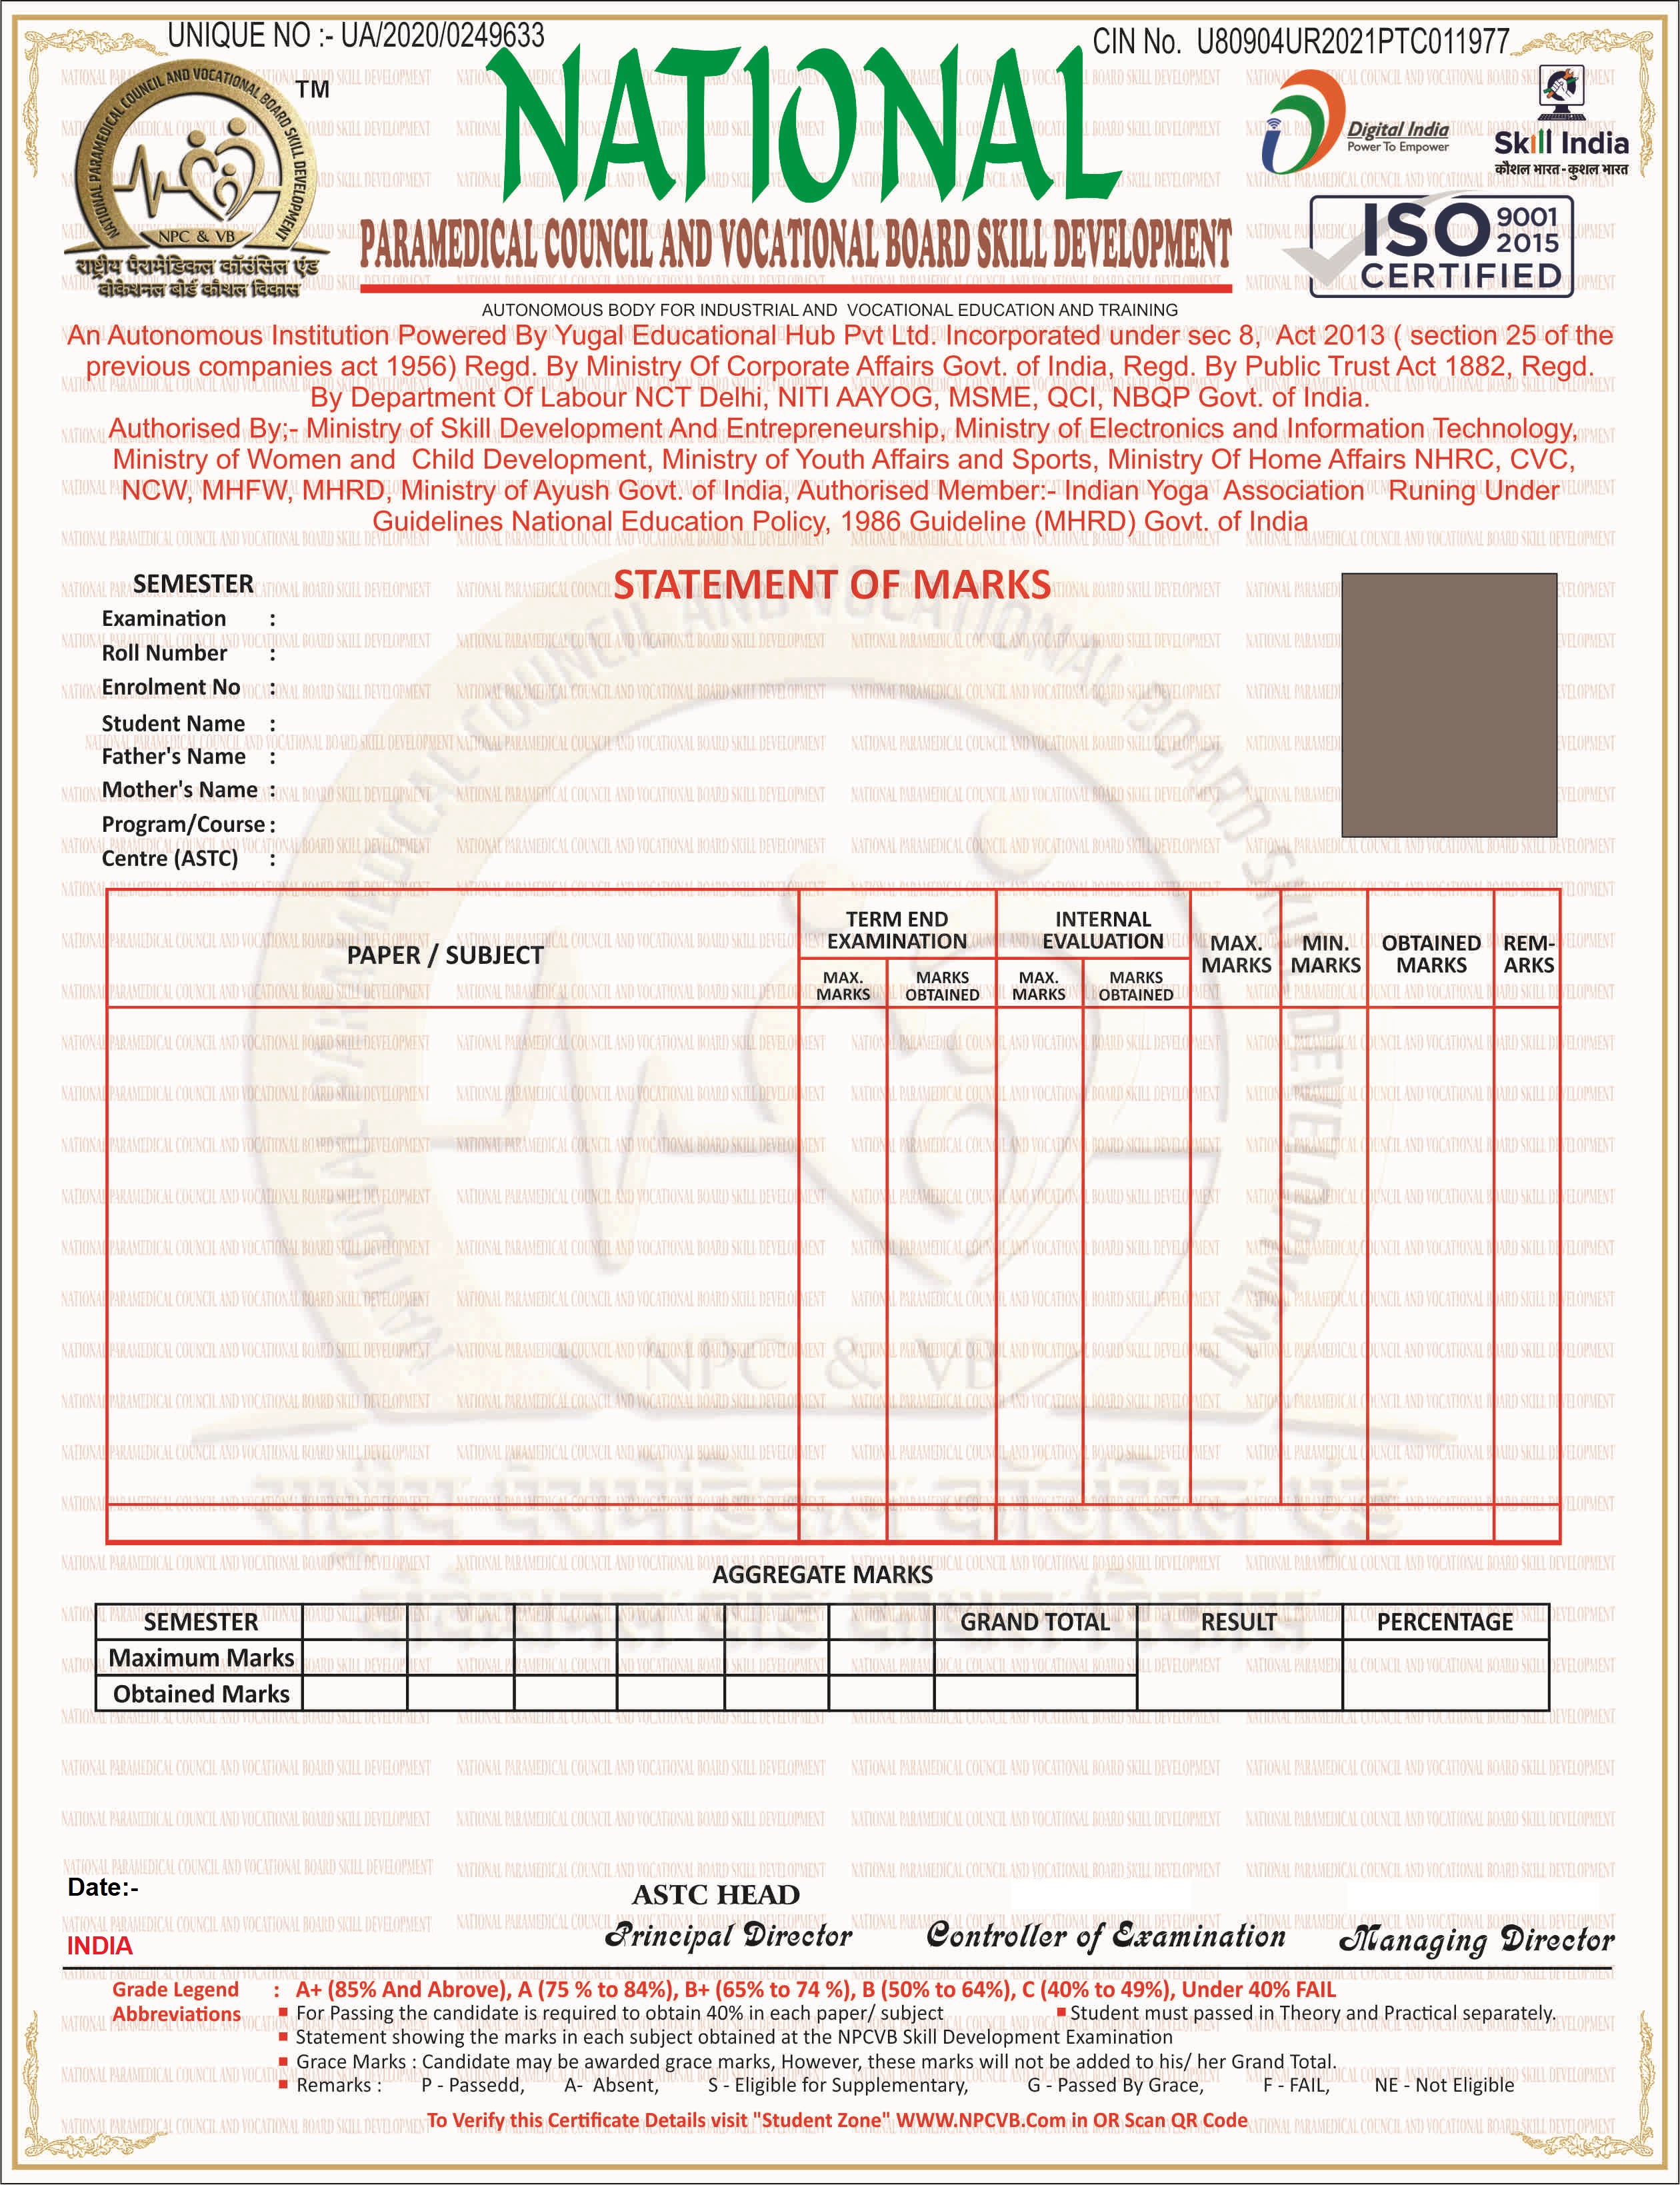 UNIQUE NO :- UA/2020/0249633
CIN No. U80904UR2021PTC011977
NATIONAL PARAMEDICAL COUNCIL AND VOCATIONAL BOARD SKILL DEVELOPMENT
NPC & VB
TM
राष्ट्रीय पैरामेडिकल कॉउंसिल एंड
वोकेशनल बोर्ड कौशल विकास
NATIONAL
PARAMEDICAL COUNCIL AND VOCATIONAL BOARD SKILL DEVELOPMENT
Digital India
Power To Empower
Skill India
कौशल भारत - कुशल भारत
ISO 9001 2015
CERTIFIED
AUTONOMOUS BODY FOR INDUSTRIAL AND VOCATIONAL EDUCATION AND TRAINING
An Autonomous Institution Powered By Yugal Educational Hub Pvt Ltd. Incorporated under sec 8, Act 2013 ( section 25 of the
previous companies act 1956) Regd. By Ministry Of Corporate Affairs Govt. of India, Regd. By Public Trust Act 1882, Regd.
By Department Of Labour NCT Delhi, NITI AAYOG, MSME, QCI, NBQP Govt. of India.
Authorised By;- Ministry of Skill Development And Entrepreneurship, Ministry of Electronics and Information Technology,
Ministry of Women and Child Development, Ministry of Youth Affairs and Sports, Ministry Of Home Affairs NHRC, CVC,
NCW, MHFW, MHRD, Ministry of Ayush Govt. of India, Authorised Member:- Indian Yoga Association Runing Under
Guidelines National Education Policy, 1986 Guideline (MHRD) Govt. of India
STATEMENT OF MARKS
SEMESTER
Examination :
Roll Number :
Enrolment No :
Student Name :
Father's Name :
Mother's Name :
Program/Course :
Centre (ASTC) :
PAPER / SUBJECT
TERM END
EXAMINATION
MAX.
MARKS
MARKS
OBTAINED
INTERNAL
EVALUATION
MAX.
MARKS
MARKS
OBTAINED
MAX.
MARKS
MIN.
MARKS
OBTAINED
MARKS
REM-
ARKS
AGGREGATE MARKS
SEMESTER GRAND TOTAL RESULT PERCENTAGE
Maximum Marks
Obtained Marks
Date:-
INDIA
ASTC HEAD
Principal Director
Controller of Examination
Managing Director
Grade Legend : A+ (85% And Abrove), A (75 % to 84%), B+ (65% to 74 %), B (50% to 64%), C (40% to 49%), Under 40% FAIL
Abbreviations For Passing the candidate is required to obtain 40% in each paper/ subject Student must passed in Theory and Practical separately.
Statement showing the marks in each subject obtained at the NPCVB Skill Development Examination
Grace Marks : Candidate may be awarded grace marks, However, these marks will not be added to his/ her Grand Total.
Remarks : P - Passedd, A- Absent, S - Eligible for Supplementary, G - Passed By Grace, F - FAIL, NE - Not Eligible
To Verify this Certificate Details visit "Student Zone" WWW.NPCVB.Com in OR Scan QR Code